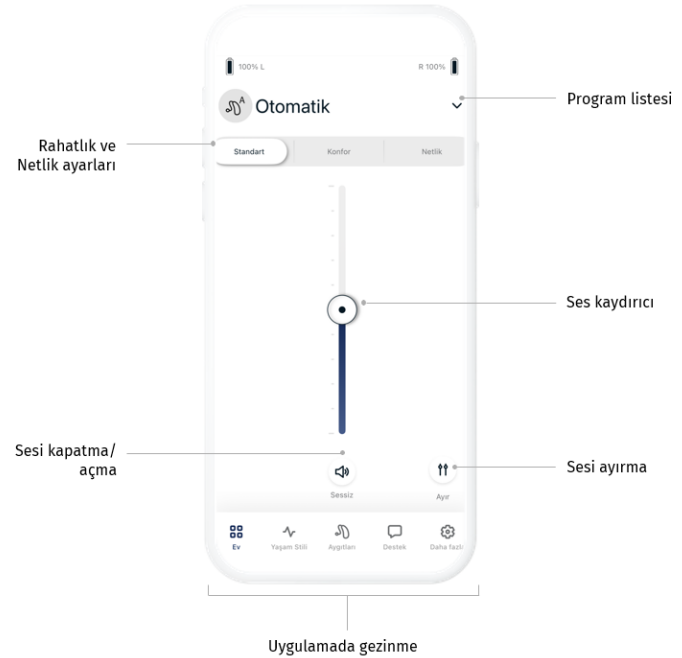 100% L
R 100%
Otomatik
Program listesi
Rahatlık ve
Netlik ayarları
Standart
Konfor
Netlik
Ses kaydırıcı
Sesi kapatma/
açma
Sessiz
Ayır
Sesi ayırma
Ev
Yaşam Stili
Aygıtları
Destek
Daha fazl
Uygulamada gezinme